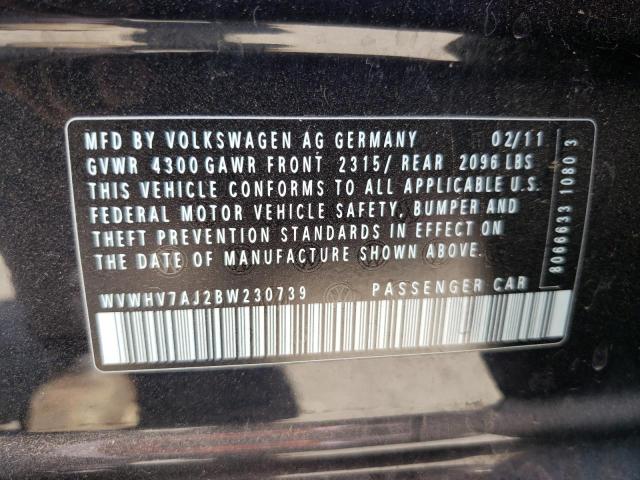 MFD BY VOLKSWAGEN AG GERMANY 02/11
GVWR 4300 GAWR FRONT 2315/ REAR 2096 LBS
THIS VEHICLE CONFORMS TO ALL APPLICABLE U.S.
FEDERAL MOTOR VEHICLE SAFETY, BUMPER AND
THEFT PREVENTION STANDARDS IN EFFECT ON
THE DATE OF MANUFACTURE SHOWN ABOVE.
WVWHV7AJ2BW230739 PASSENGER CAR
8066633 1080 3